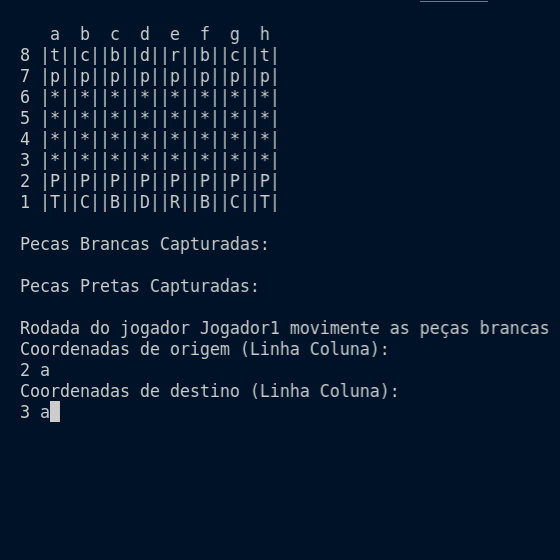 a b c d e f g h
8 |t||c||b||d||r||b||c||t|
7 |p||p||p||p||p||p||p||p|
6 |*||*||*||*||*||*||*||*|
5 |*||*||*||*||*||*||*||*|
4 |*||*||*||*||*||*||*||*|
3 |*||*||*||*||*||*||*||*|
2 |P||P||P||P||P||P||P||P|
1 |T||C||B||D||R||B||C||T|
Pecas Brancas Capturadas:
Pecas Pretas Capturadas:
Rodada do jogador Jogador1 movimente as peças brancas
Coordenadas de origem (Linha Coluna):
2 a
Coordenadas de destino (Linha Coluna):
3 a